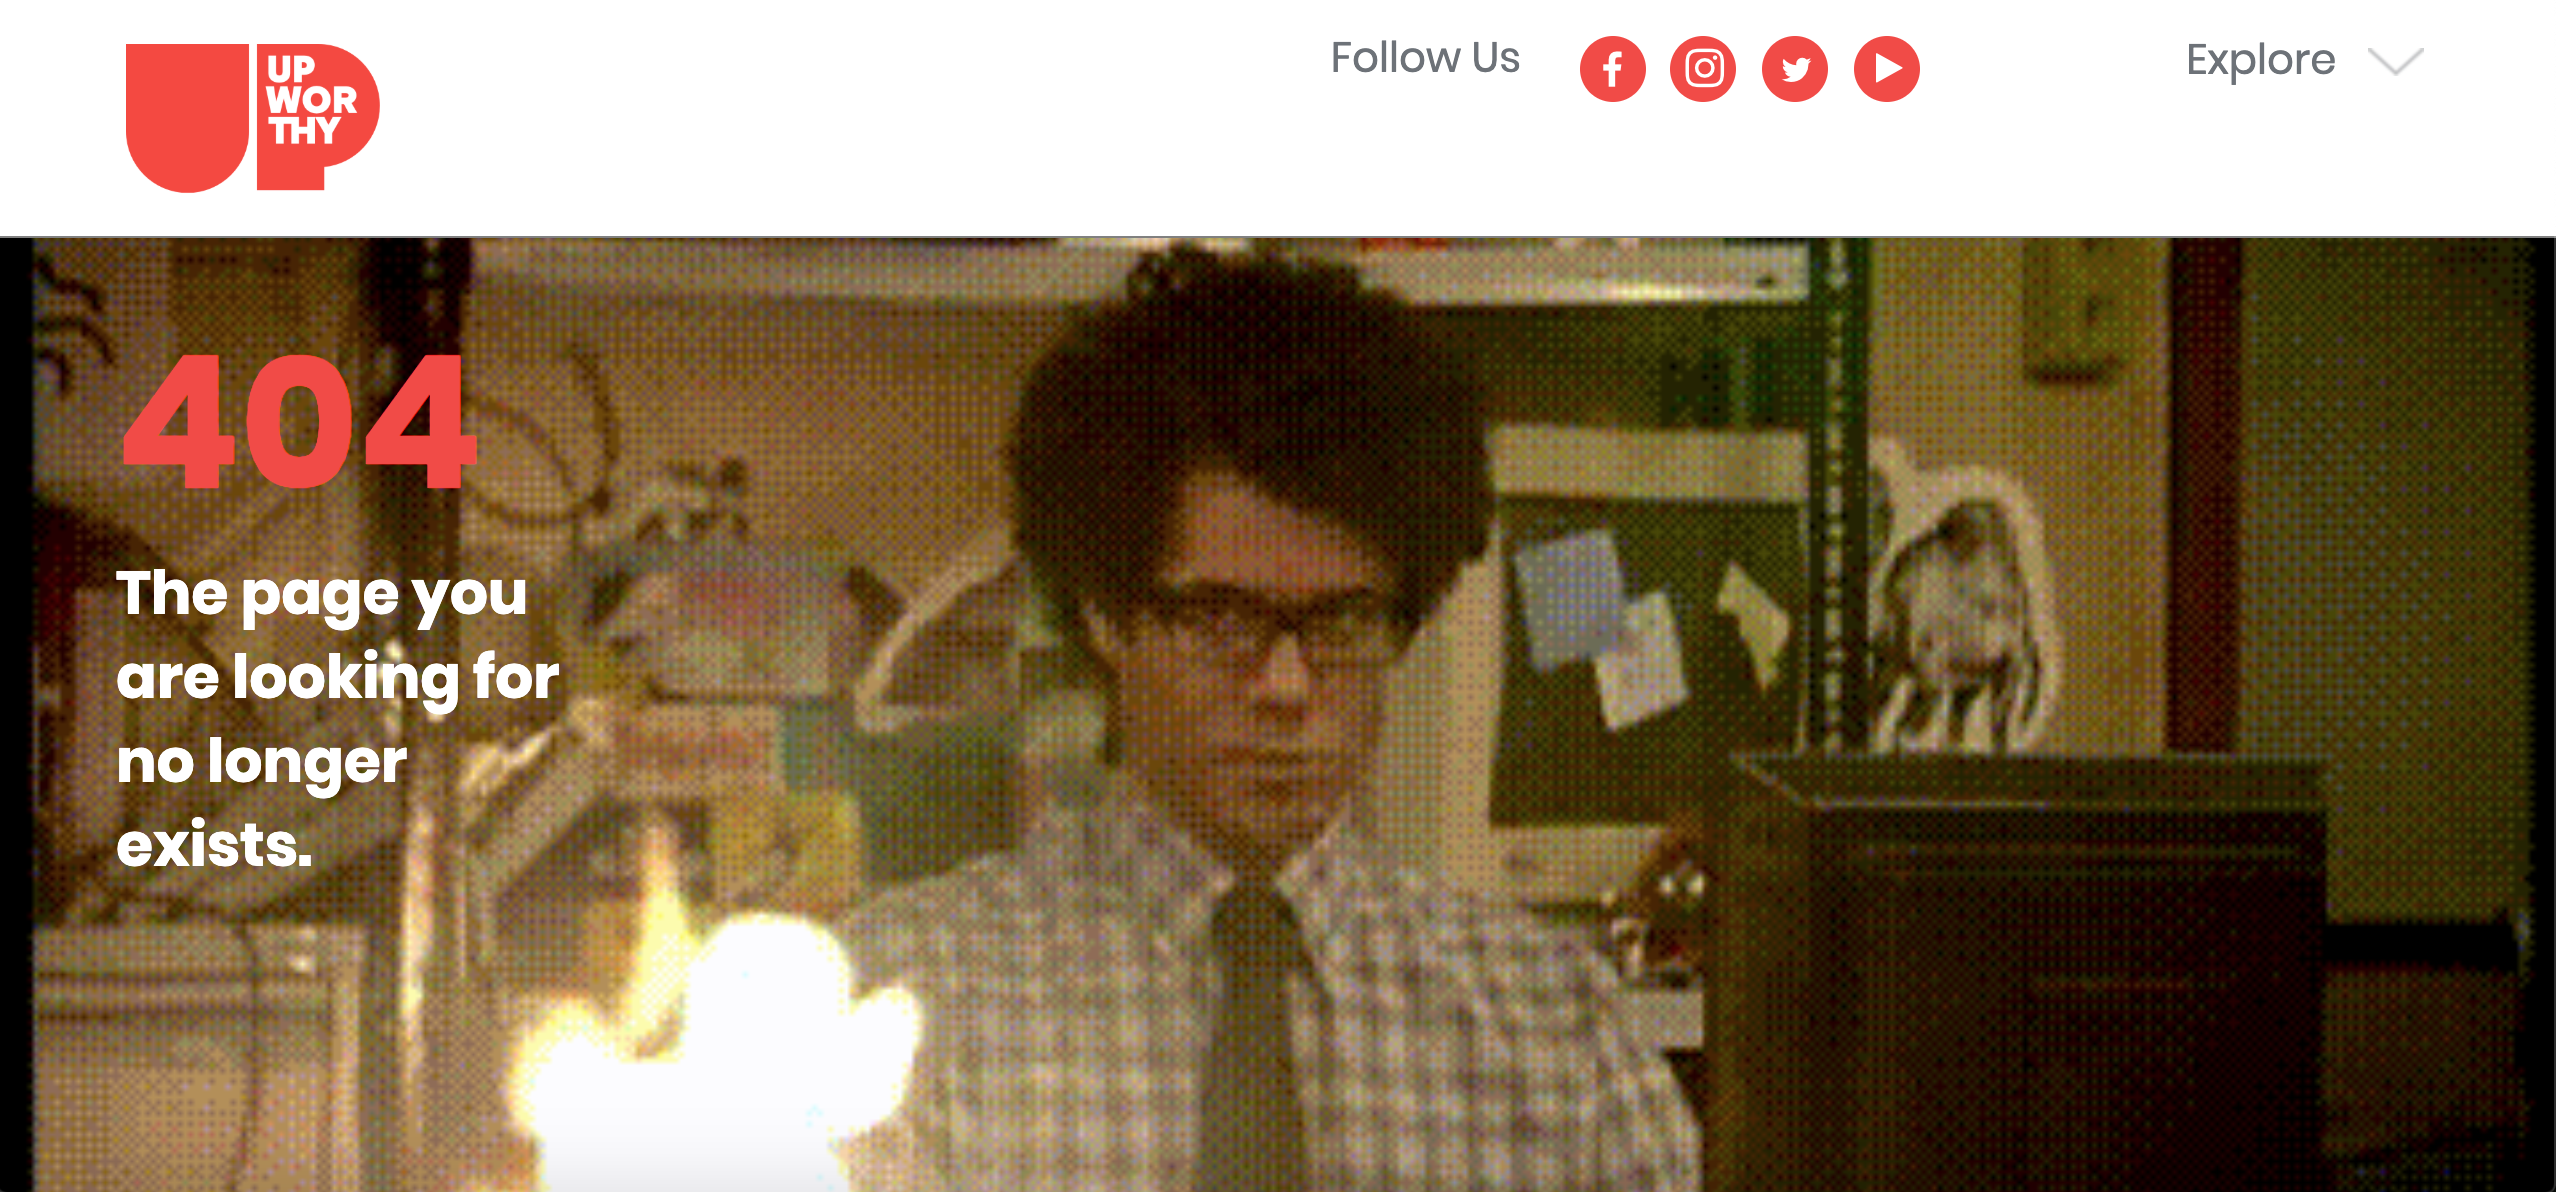 UP
WOR
THY
Follow Us
Explore
404
The page you
are looking for
no longer
exists.